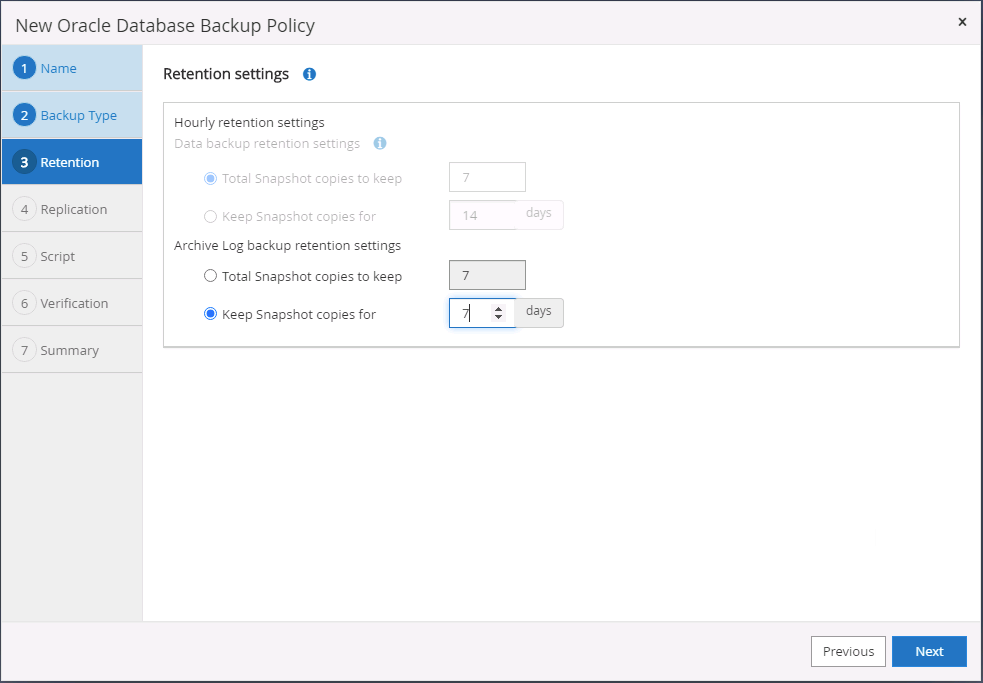 New Oracle Database Backup Policy ×
1 Name
2 Backup Type
3 Retention
4 Replication
5 Script
6 Verification
7 Summary
Retention settings i
Hourly retention settings
Data backup retention settings i
Total Snapshot copies to keep 7
Keep Snapshot copies for 14 days
Archive Log backup retention settings
Total Snapshot copies to keep 7
Keep Snapshot copies for 7 days
Previous Next